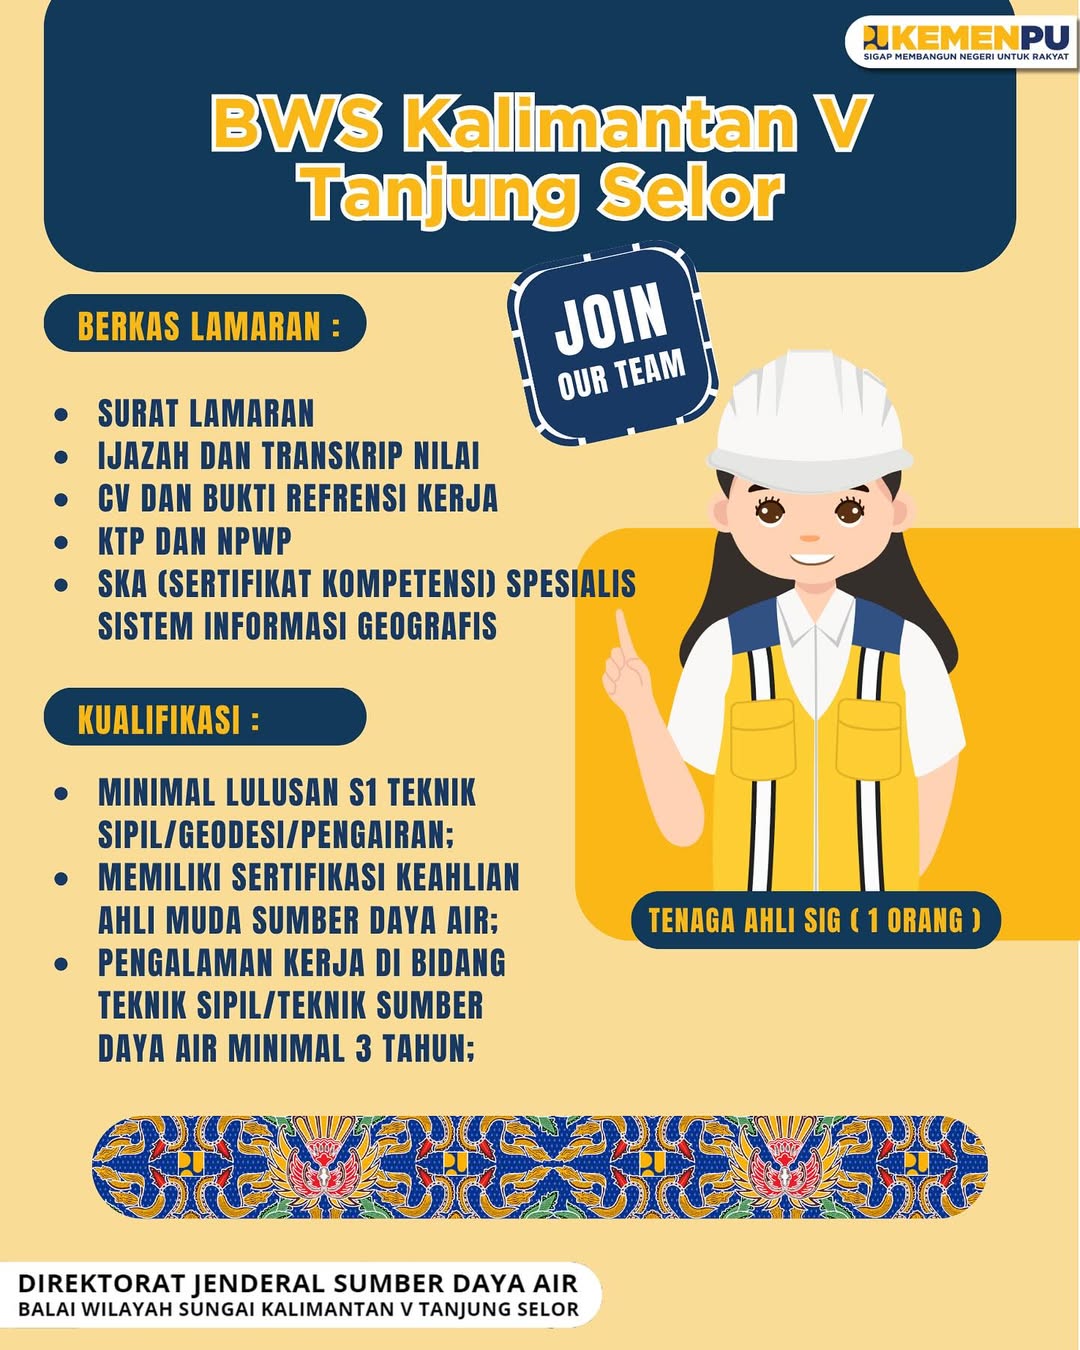 KEMENPU
SIGAP MEMBANGUN NEGERI UNTUK RAKYAT
BWS Kalimantan V
Tanjung Selor
JOIN
OUR TEAM
BERKAS LAMARAN :
• SURAT LAMARAN
• IJAZAH DAN TRANSKRIP NILAI
• CV DAN BUKTI REFRENSI KERJA
• KTP DAN NPWP
• SKA (SERTIFIKAT KOMPETENSI) SPESIALIS
SISTEM INFORMASI GEOGRAFIS
KUALIFIKASI :
• MINIMAL LULUSAN S1 TEKNIK
SIPIL/GEODESI/PENGAIRAN;
• MEMILIKI SERTIFIKASI KEAHLIAN
AHLI MUDA SUMBER DAYA AIR;
• PENGALAMAN KERJA DI BIDANG
TEKNIK SIPIL/TEKNIK SUMBER
DAYA AIR MINIMAL 3 TAHUN;
TENAGA AHLI SIG ( 1 ORANG )
DIREKTORAT JENDERAL SUMBER DAYA AIR
BALAI WILAYAH SUNGAI KALIMANTAN V TANJUNG SELOR